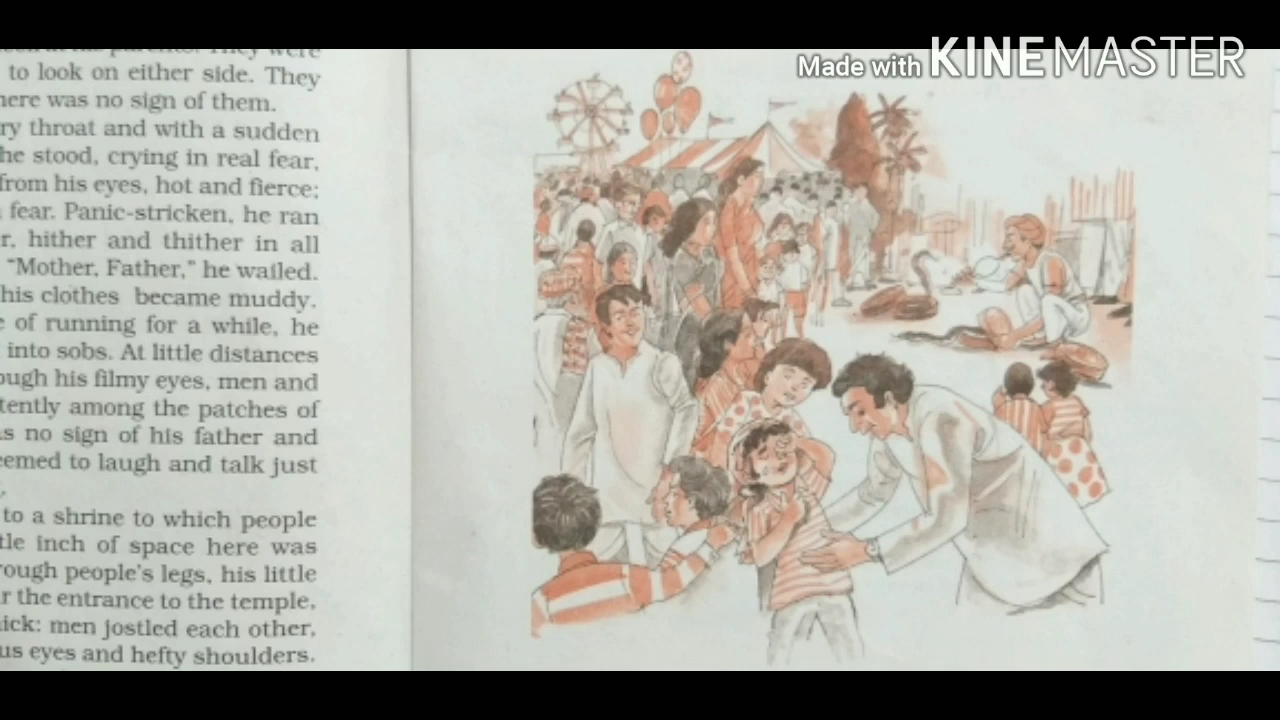 Made with KINEMASTER
look at his parents. They were
to look on either side. They
here was no sign of them.
ry throat and with a sudden
he stood, crying in real fear,
from his eyes, hot and fierce;
fear. Panic-stricken, he ran
r, hither and thither in all
“Mother, Father,” he wailed.
his clothes became muddy.
of running for a while, he
into sobs. At little distances
ough his filmy eyes, men and
tently among the patches of
s no sign of his father and
eemed to laugh and talk just
to a shrine to which people
tle inch of space here was
rough people’s legs, his little
r the entrance to the temple,
ick: men jostled each other,
us eyes and hefty shoulders.